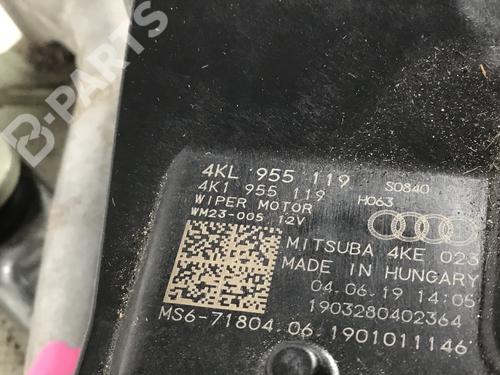 B-PARTS
4KL 955 119 S0840
4K1 955 119 H063
WIPER MOTOR
WM23-005 12V
MITSUBA 4KE 023
MADE IN HUNGARY
04.06.19 14:05
1903280402364
MS6-71804.06 1901011146